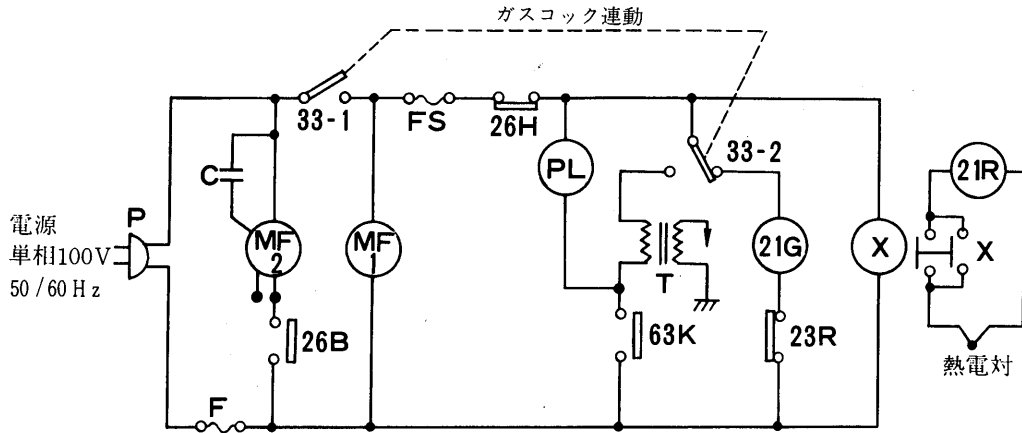 ガスコック連動
33-1
FS
26H
33-2
PL
21R
C
P
電源
単相100V
50/60Hz
MF
2
MF
1
T
21G
X
X
26B
63K
23R
熱電対
F